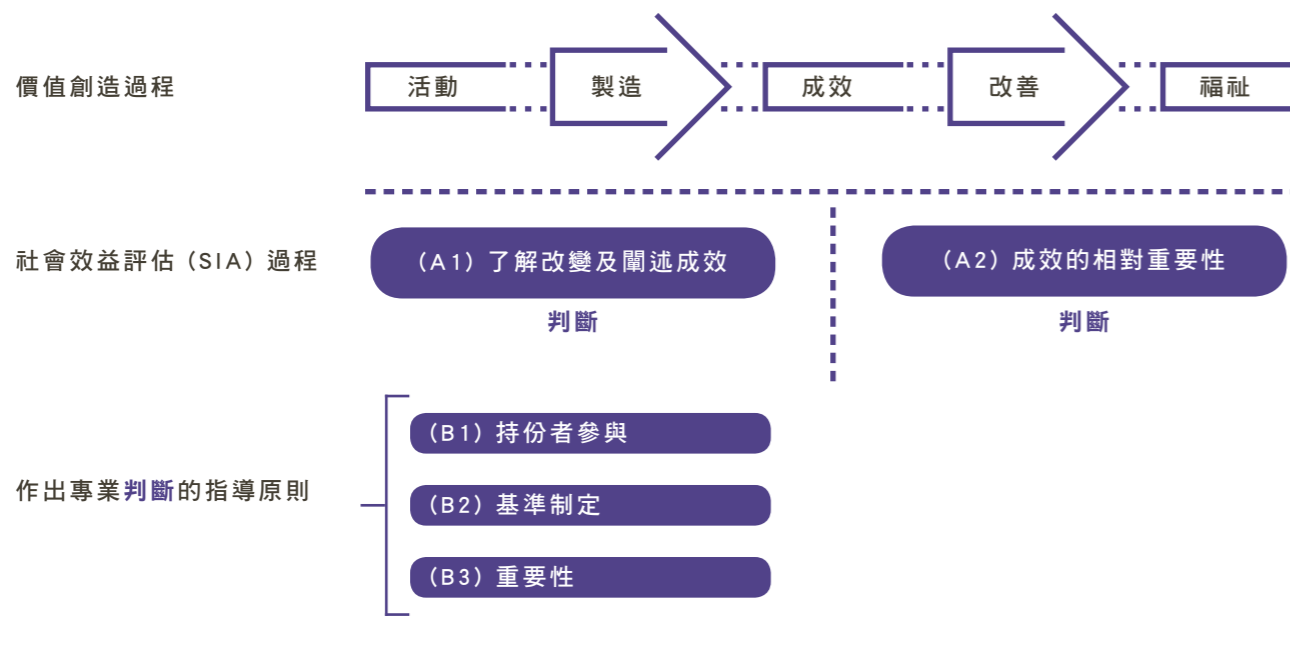 價值創造過程
活動
製造
成效
改善
福祉
社會效益評估 (SIA) 過程
(A1) 了解改變及闡述成效
(A2) 成效的相對重要性
判斷
判斷
(B1) 持份者參與
作出專業判斷的指導原則
(B2) 基準制定
(B3) 重要性